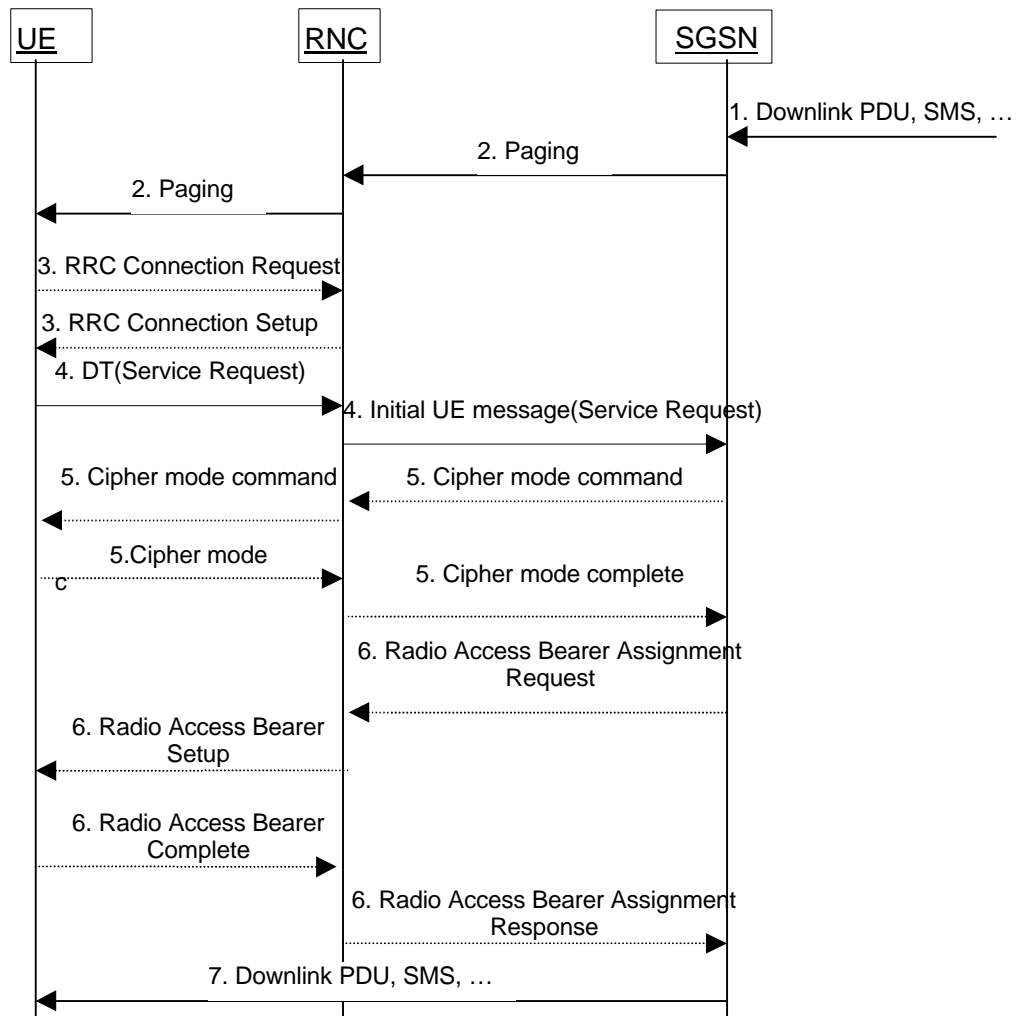 UE
RNC
SGSN
1. Downlink PDU, SMS, …
2. Paging
2. Paging
3. RRC Connection Request
3. RRC Connection Setup
4. DT(Service Request)
4. Initial UE message(Service Request)
5. Cipher mode command
5. Cipher mode command
5.Cipher mode
c
5. Cipher mode complete
6. Radio Access Bearer Assignment
Request
6. Radio Access Bearer
Setup
6. Radio Access Bearer
Complete
6. Radio Access Bearer Assignment
Response
7. Downlink PDU, SMS, …